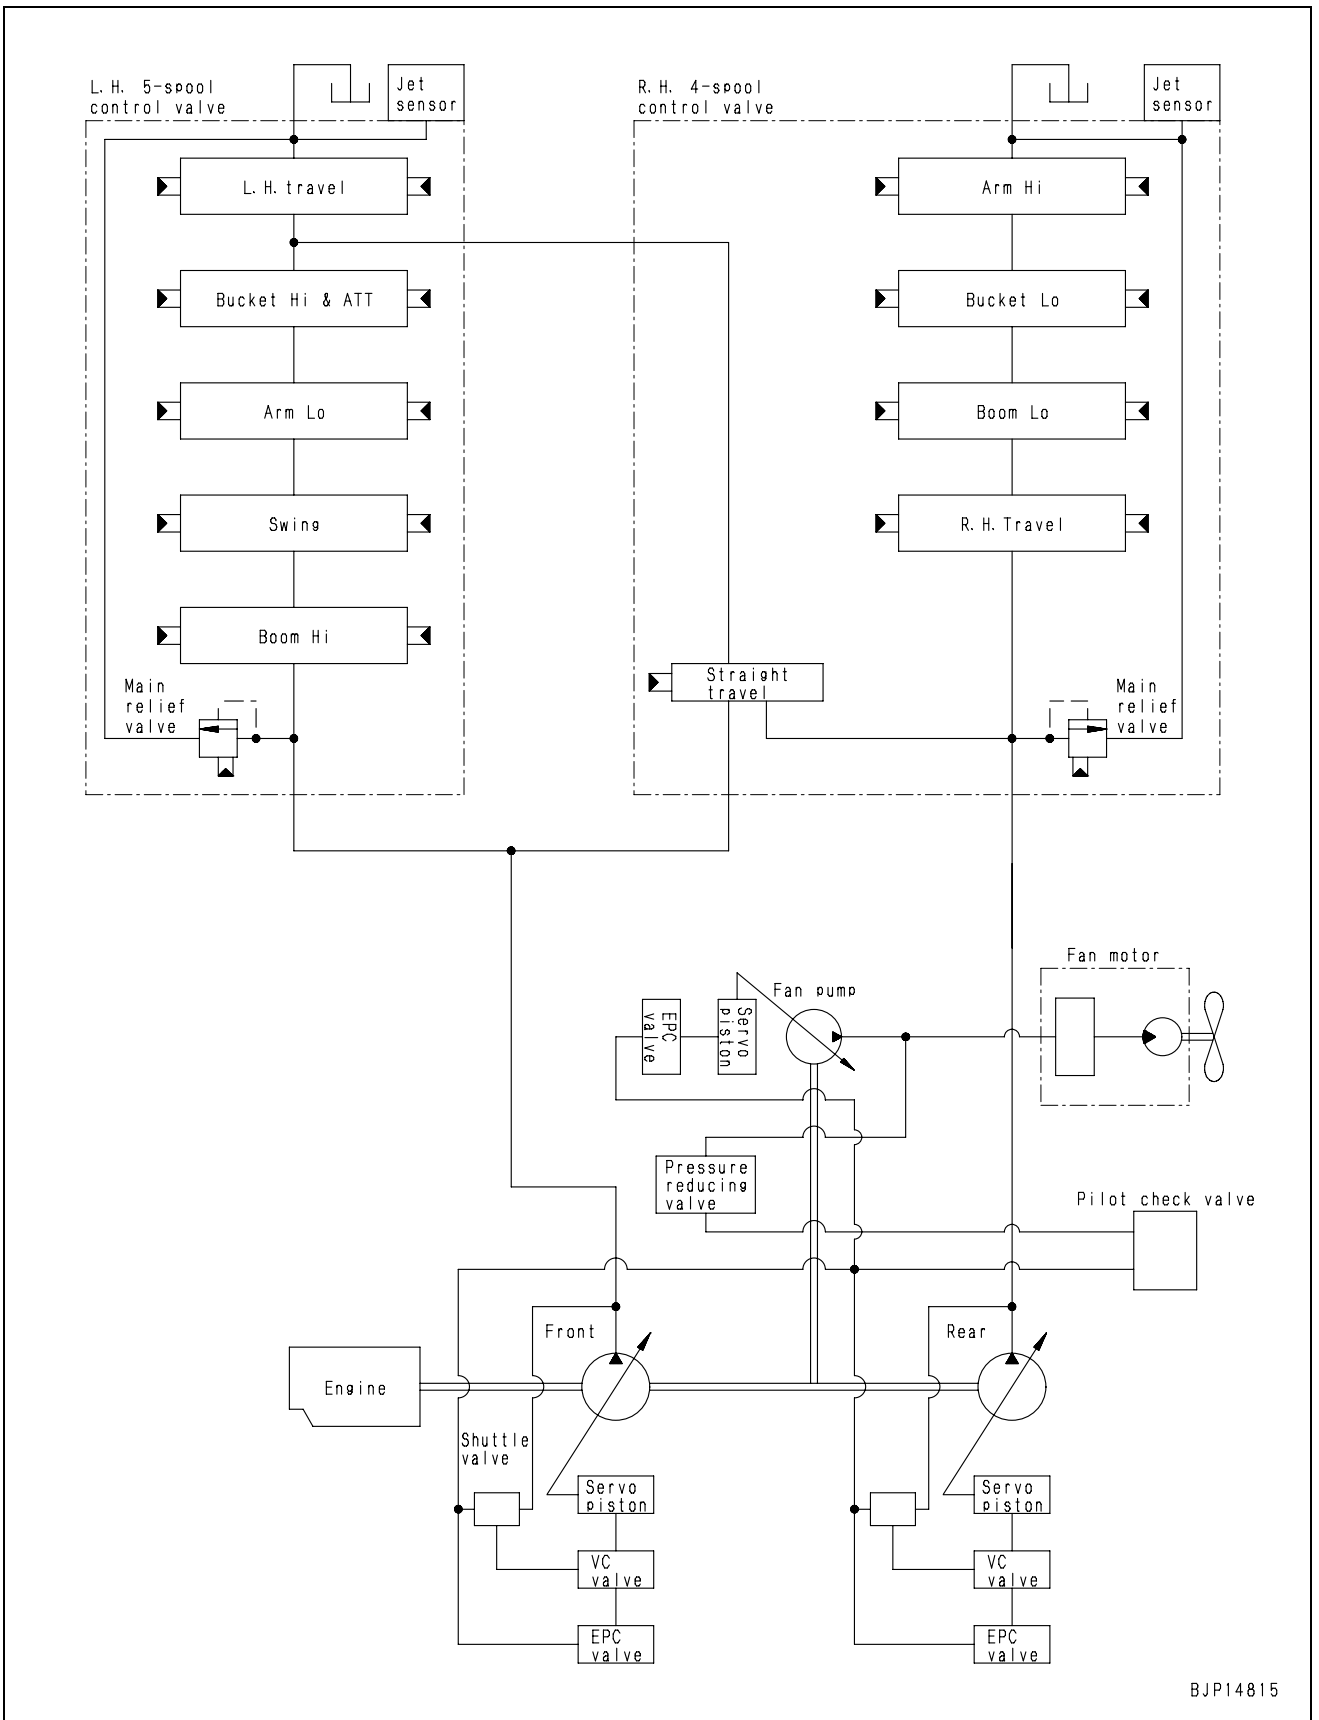 L.H. 5-spool
control valve
Jet
sensor
L.H.travel
Bucket Hi & ATT
Arm Lo
Swing
Boom Hi
Main
relief
valve
R.H. 4-spool
control valve
Jet
sensor
Arm Hi
Bucket Lo
Boom Lo
R.H.Travel
Straight
travel
Main
relief
valve
Fan motor
Fan pump
EPC
valve
Servo
piston
Pressure
reducing
valve
Pilot check valve
Front
Rear
Engine
Shuttle
valve
Servo
piston
VC
valve
EPC
valve
Servo
piston
VC
valve
EPC
valve
BJP14815